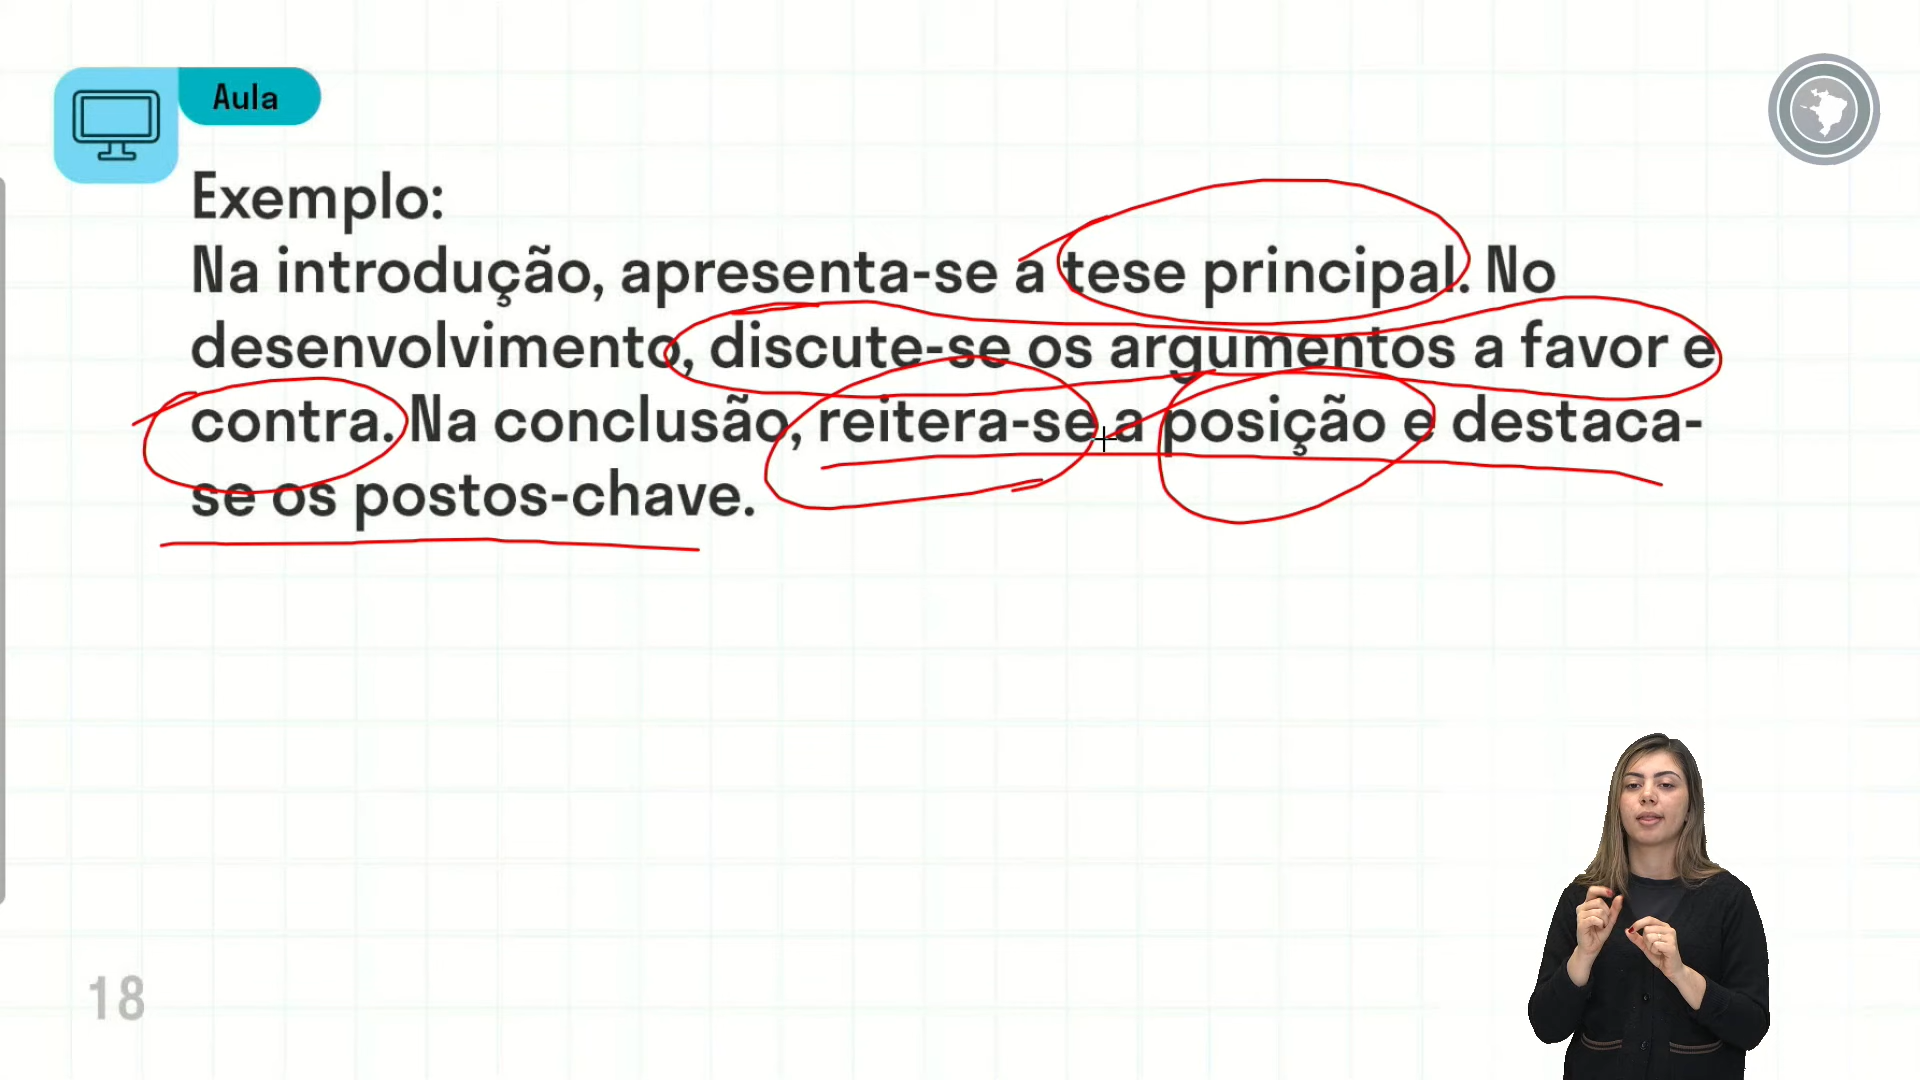 Aula
Exemplo:
Na introdução, apresenta-se a tese principal. No
desenvolvimento, discute-se os argumentos a favor e
contra. Na conclusão, reitera-se a posição e destaca-
se os postos-chave.
18